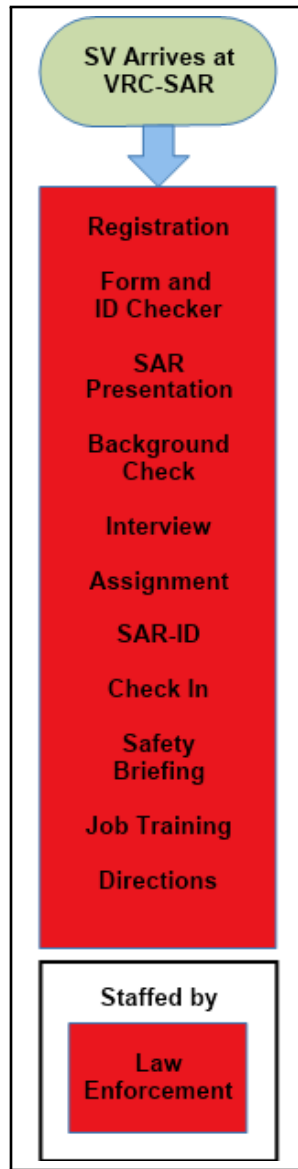 SV Arrives at
VRC-SAR
Registration
Form and
ID Checker
SAR
Presentation
Background
Check
Interview
Assignment
SAR-ID
Check In
Safety
Briefing
Job Training
Directions
Staffed by
Law
Enforcement